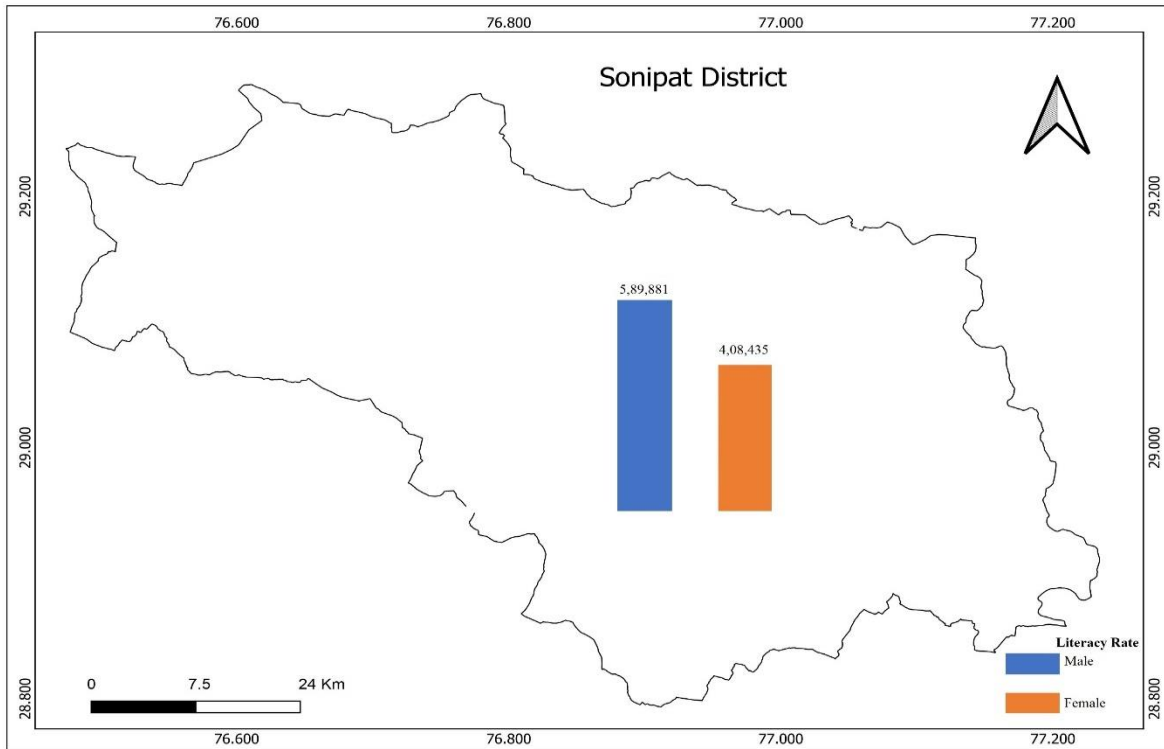 76.600 76.800 77.000 77.200
Sonipat District
29.200 29.200
5,89,881
4,08,435
29.000 29.000
Literacy Rate
Male
0 7.5 24 Km
Female
28.800 28.800
76.600 76.800 77.000 77.200